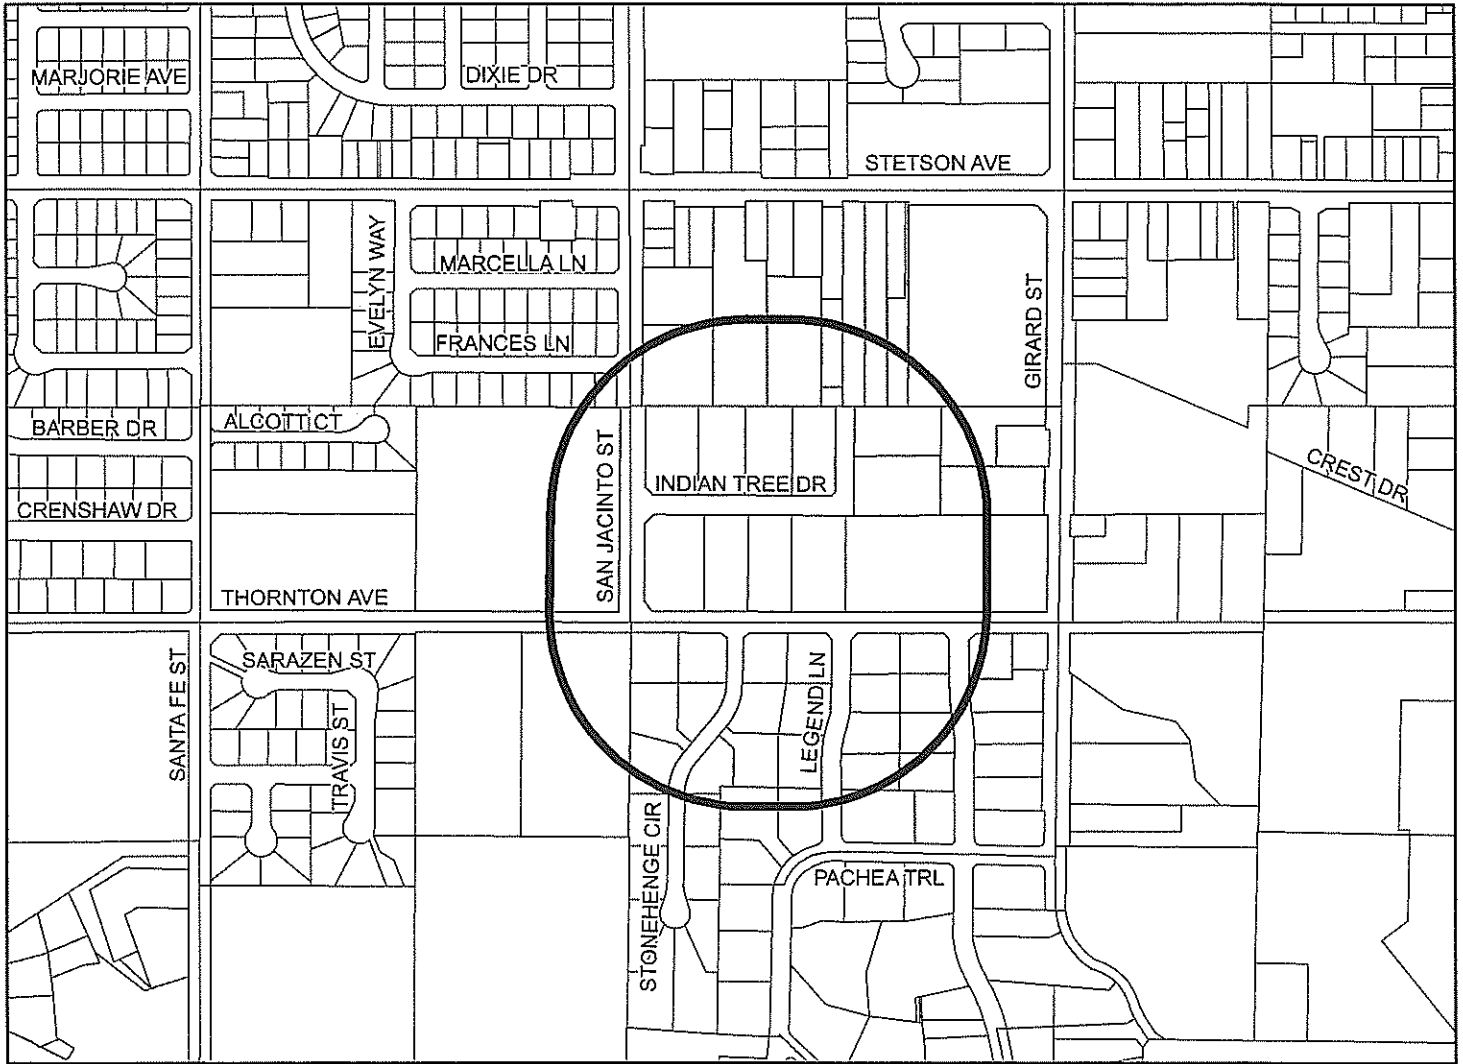 MARJORIE AVE
DIXIE DR
STETSON AVE
EVELYN WAY
MARCELLA LN
FRANCES LN
GIRARD ST
BARBER DR
ALCOTT CT
SAN JACINTO ST
INDIAN TREE DR
CREST DR
CRENSHAW DR
THORNTON AVE
SANTA FE ST
SARAZEN ST
TRAVIS ST
LEGEND LN
STONEHENGE CIR
PACHEA TRL